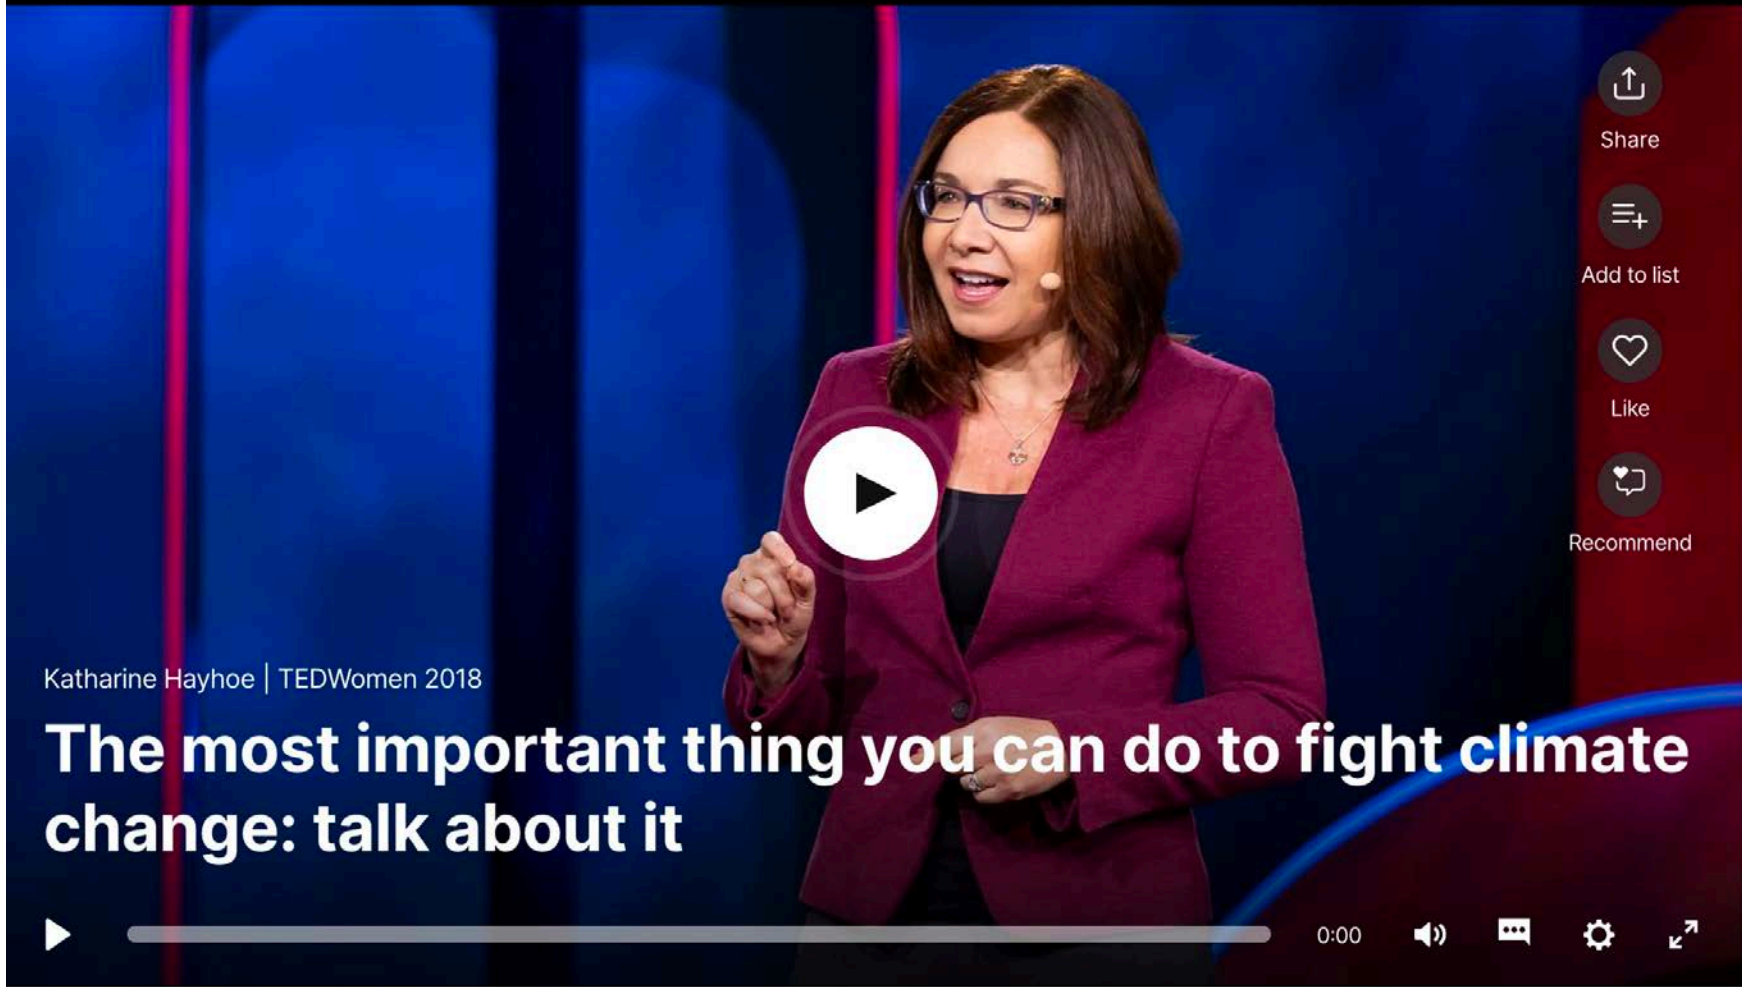 Share
Add to list
Like
Recommend
Katharine Hayhoe | TEDWomen 2018
The most important thing you can do to fight climate
change: talk about it
0:00